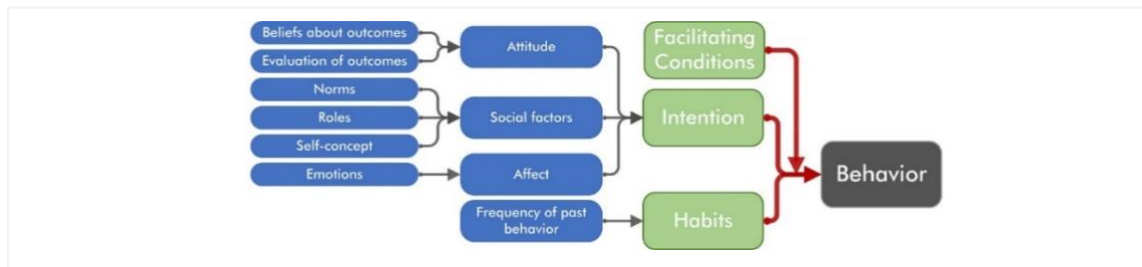 Beliefs about outcomes
Evaluation of outcomes
Norms
Roles
Self-concept
Emotions
Attitude
Social factors
Affect
Frequency of past
behavior
Facilitating
Conditions
Intention
Habits
Behavior